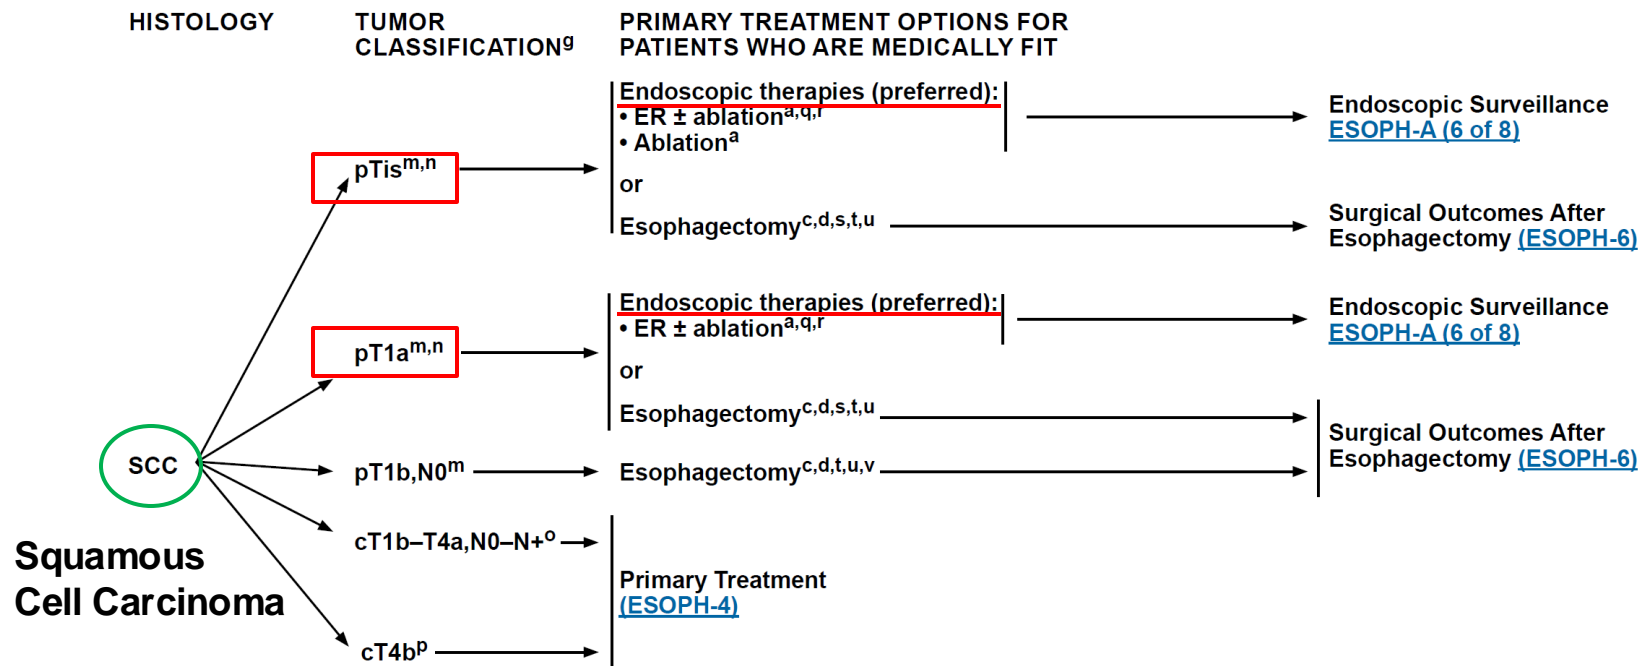 HISTOLOGY
TUMOR
CLASSIFICATIONg
PRIMARY TREATMENT OPTIONS FOR
PATIENTS WHO ARE MEDICALLY FIT
pTism,n
Endoscopic therapies (preferred):
• ER ± ablationa,q,r
• Ablationa
or
Esophagectomyc,d,s,t,u
Endoscopic Surveillance
ESOPH-A (6 of 8)
Surgical Outcomes After
Esophagectomy (ESOPH-6)
pT1am,n
Endoscopic therapies (preferred):
• ER ± ablationa,q,r
or
Esophagectomyc,d,s,t,u
Endoscopic Surveillance
ESOPH-A (6 of 8)
SCC
pT1b,N0m
Esophagectomyc,d,t,u,v
Surgical Outcomes After
Esophagectomy (ESOPH-6)
Squamous
Cell Carcinoma
cT1b–T4a,N0–N+o
cT4bp
Primary Treatment
(ESOPH-4)